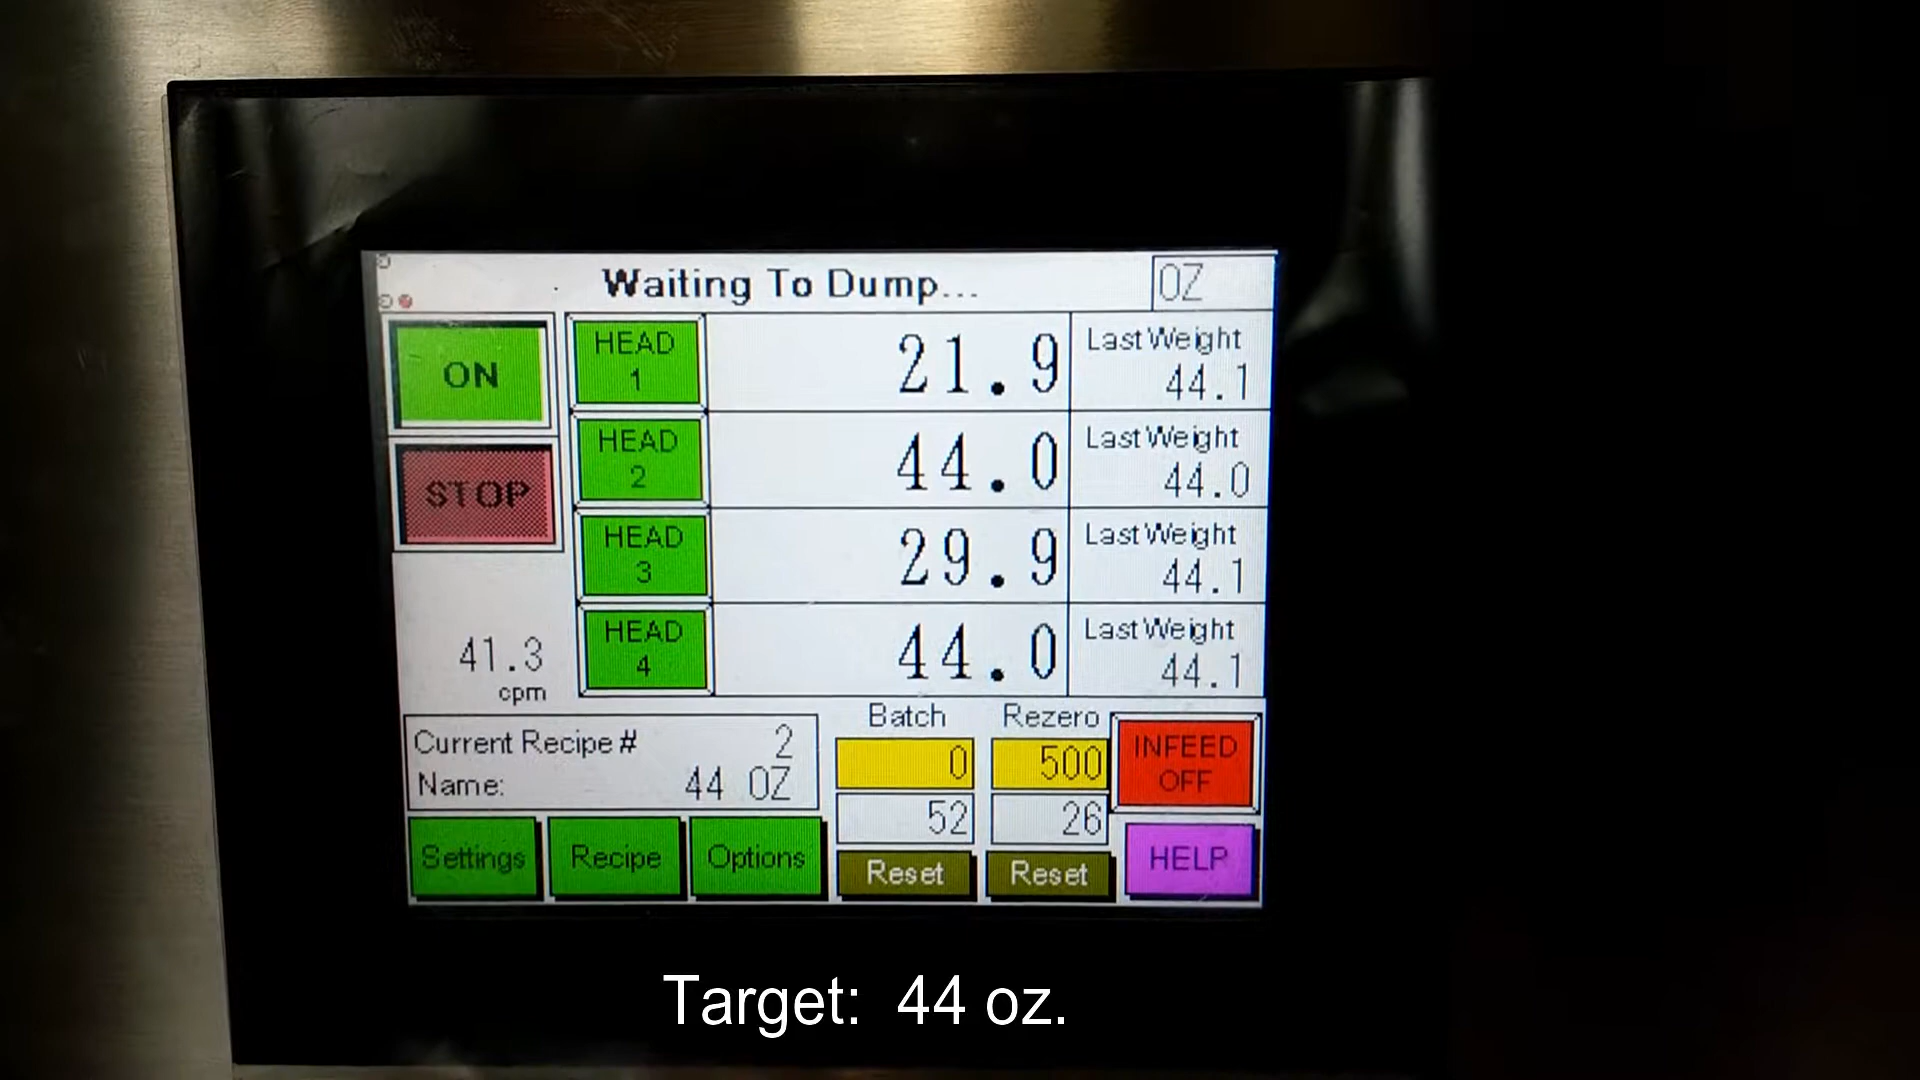 Waiting To Dump...
OZ
ON
HEAD
1
21.9
Last Weight
44.1
STOP
HEAD
2
44.0
Last Weight
44.0
HEAD
3
29.9
Last Weight
44.1
41.3
cpm
HEAD
4
44.0
Last Weight
44.1
Current Recipe # 2
Name: 44 OZ
Batch
0
52
Reset
Rezero
500
26
Reset
INFEED
OFF
Settings
Recipe
Options
HELP
Target: 44 oz.